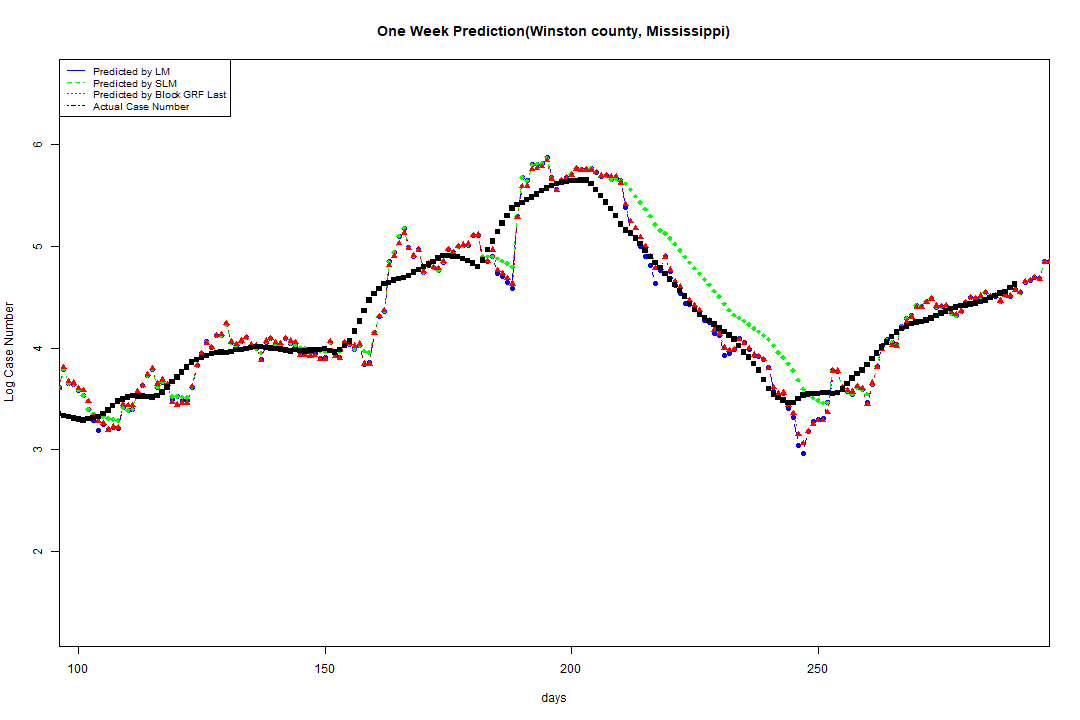 One Week Prediction(Winston county, Mississippi)
Predicted by LM
Predicted by SLM
Predicted by Block GRF Last
Actual Case Number
6
5
4
3
2
Log Case Number
100 150 200 250
days